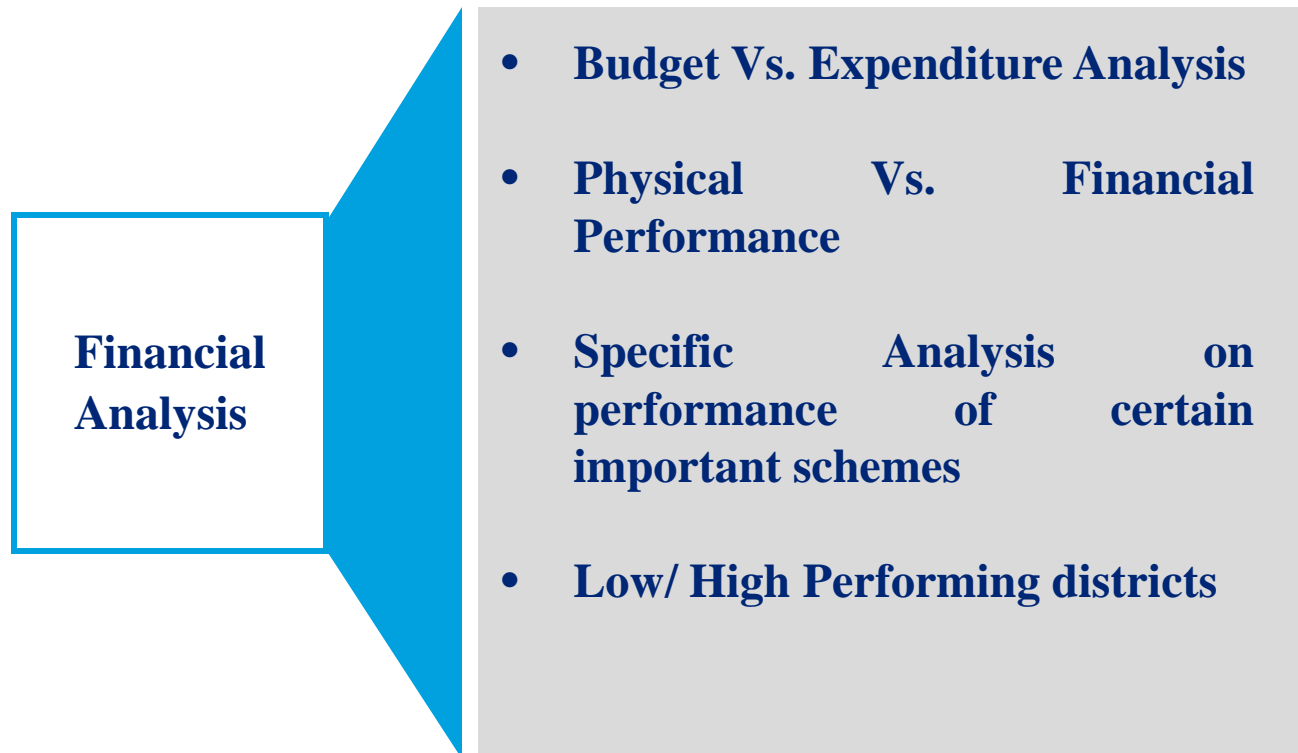 Financial
Analysis
• Budget Vs. Expenditure Analysis
• Physical Vs. Financial
Performance
• Specific Analysis on
performance of certain
important schemes
• Low/ High Performing districts